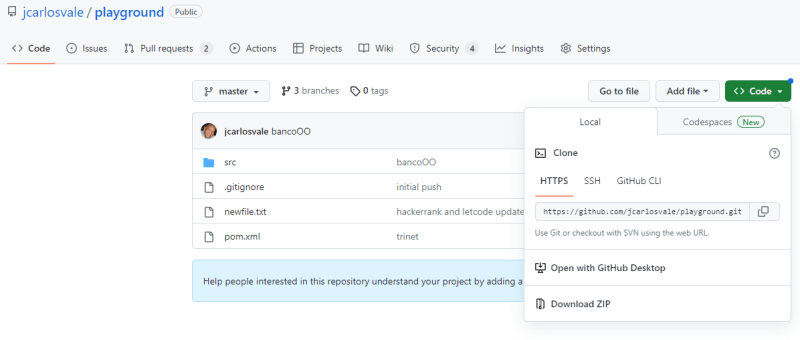 jcarlosvale / playground Public
Code Issues Pull requests 2 Actions Projects Wiki Security 4 Insights Settings
master 3 branches 0 tags Go to file Add file Code
jcarlosvale bancoOO
src bancoOO
.gitignore initial push
newfile.txt hackerrank and letcode update
pom.xml trinet
Help people interested in this repository understand your project by adding a
Local Codespaces New
Clone
HTTPS SSH GitHub CLI
https://github.com/jcarlosvale/playground.git
Use Git or checkout with SVN using the web URL.
Open with GitHub Desktop
Download ZIP